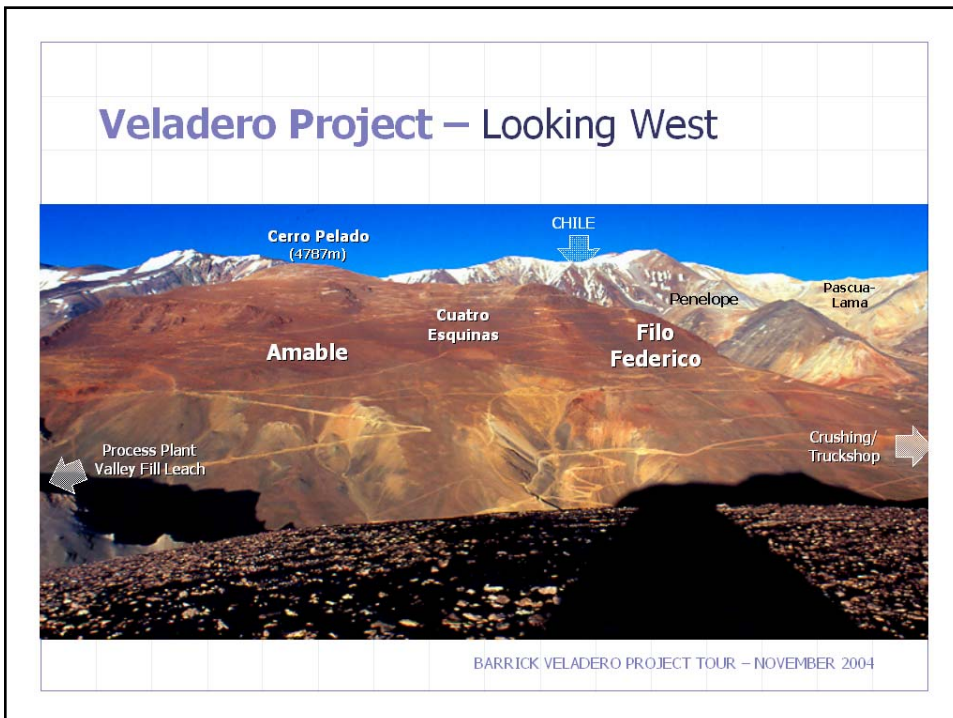 Veladero Project – Looking West
CHILE
Cerro Pelado
(4787m)
Penelope
Pascua-
Lama
Cuatro
Esquinas
Filo
Federico
Amable
Process Plant
Valley Fill Leach
Crushing/
Truckshop
BARRICK VELADERO PROJECT TOUR – NOVEMBER 2004